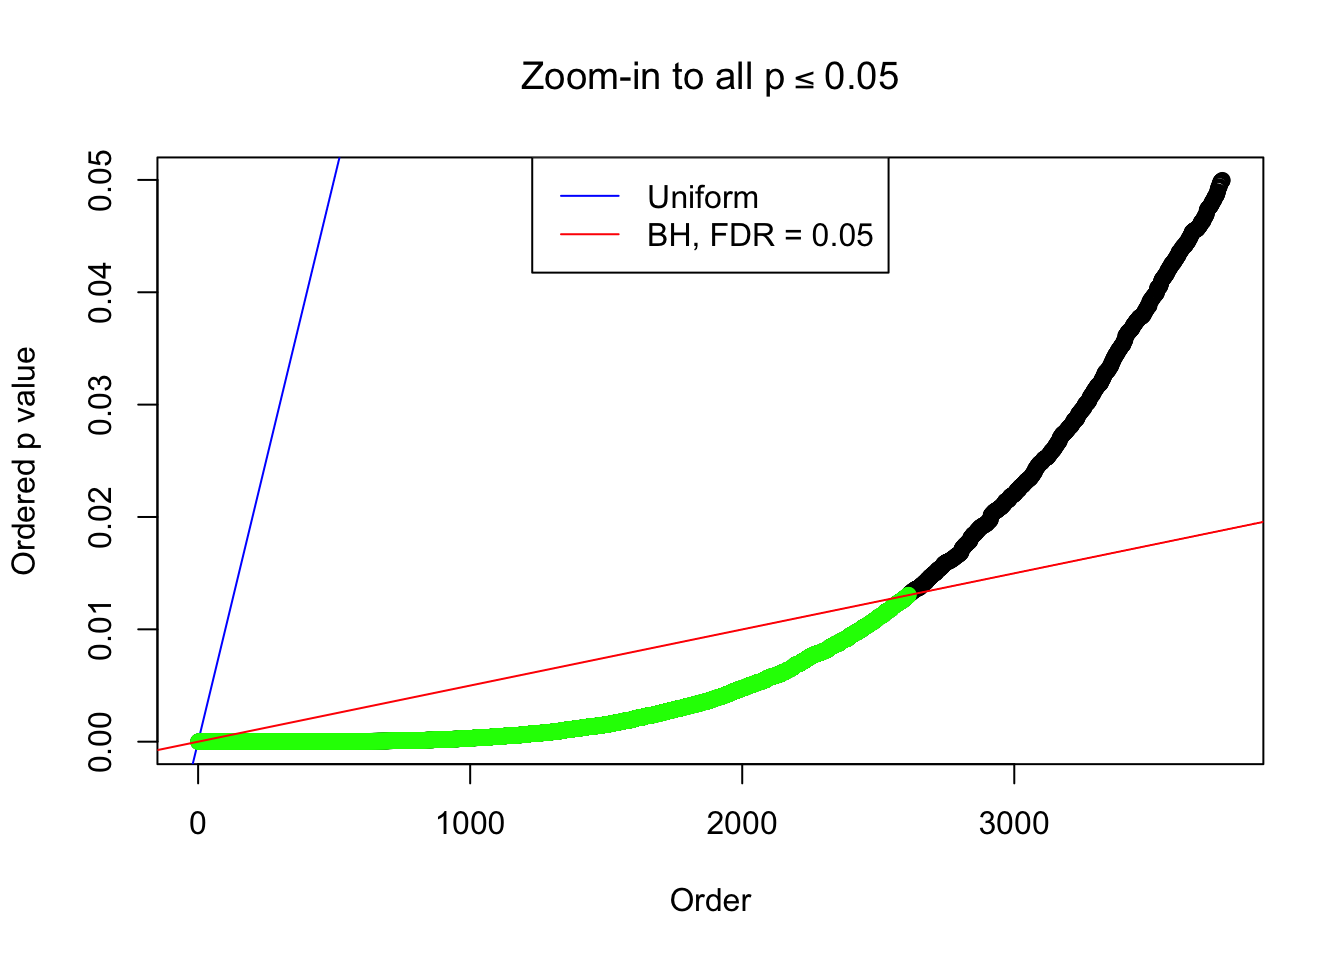 Zoom-in to all p ≤ 0.05
Uniform
BH, FDR = 0.05
0.05
0.04
0.03
0.02
0.01
0.00
Ordered p value
0 1000 2000 3000
Order